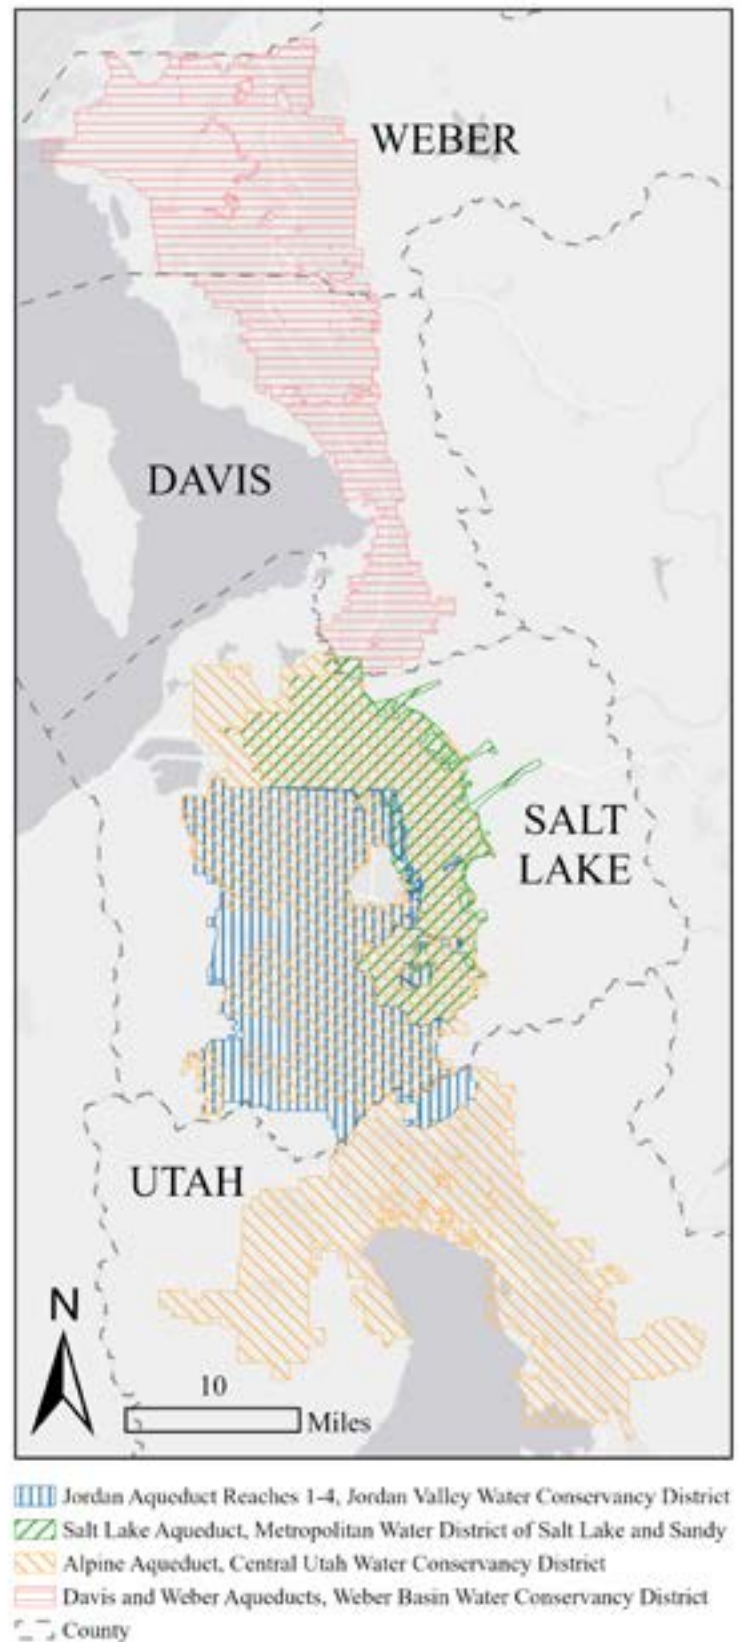 WEBER
DAVIS
SALT
LAKE
UTAH
N
10
Miles
Jordan Aqueduct Reaches 1-4, Jordan Valley Water Conservancy District
Salt Lake Aqueduct, Metropolitan Water District of Salt Lake and Sandy
Alpine Aqueduct, Central Utah Water Conservancy District
Davis and Weber Aqueducts, Weber Basin Water Conservancy District
County